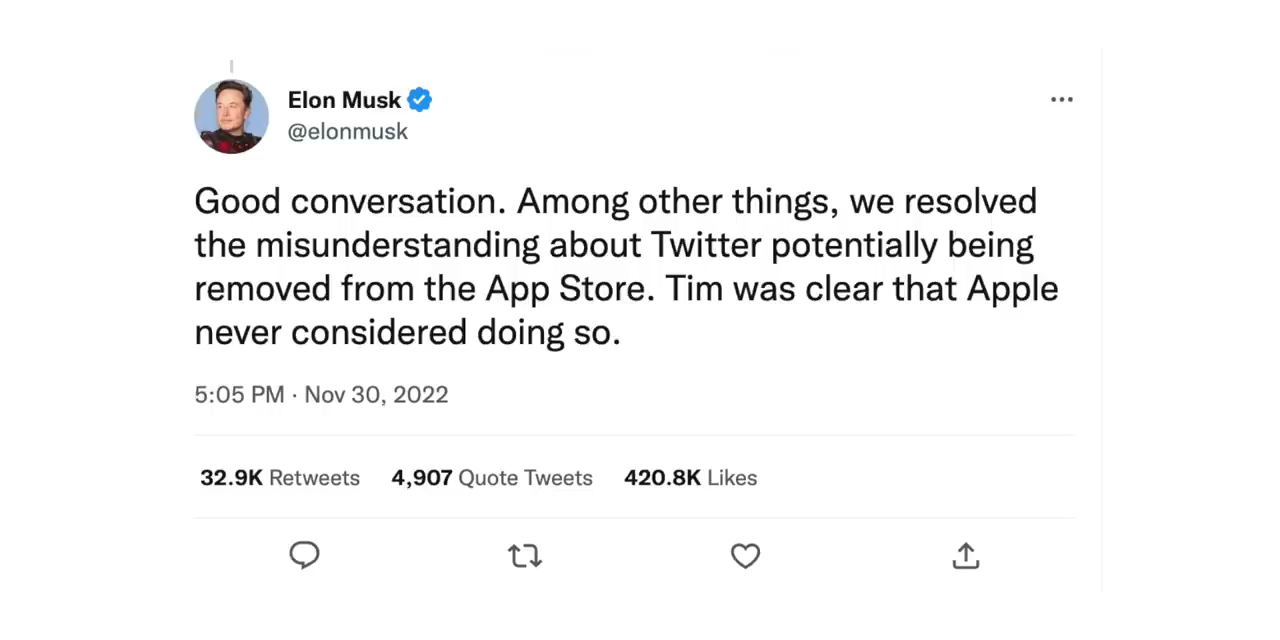 Elon Musk
@elonmusk
Good conversation. Among other things, we resolved
the misunderstanding about Twitter potentially being
removed from the App Store. Tim was clear that Apple
never considered doing so.
5:05 PM · Nov 30, 2022
32.9K Retweets 4,907 Quote Tweets 420.8K Likes